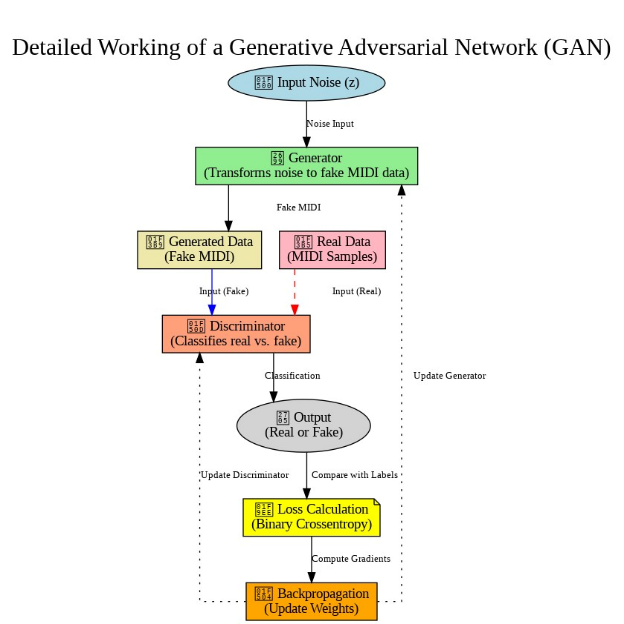 Detailed Working of a Generative Adversarial Network (GAN)
Input Noise (z)
Noise Input
Generator
(Transforms noise to fake MIDI data)
Fake MIDI
Generated Data
(Fake MIDI)
Real Data
(MIDI Samples)
Input (Fake)
Input (Real)
Discriminator
(Classifies real vs. fake)
Classification
Update Generator
Output
(Real or Fake)
Update Discriminator
Compare with Labels
Loss Calculation
(Binary Crossentropy)
Compute Gradients
Backpropagation
(Update Weights)